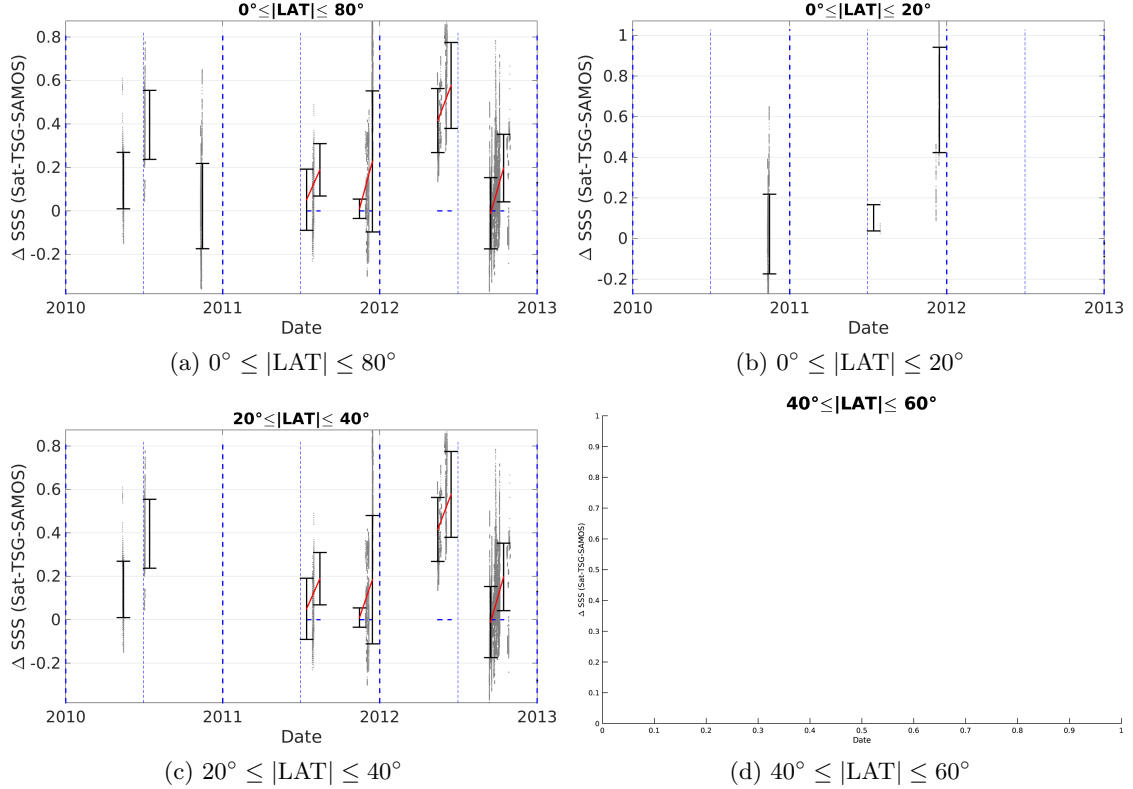 0°≤|LAT|≤ 80°
Δ SSS (Sat-TSG-SAMOS)
0.8
0.6
0.4
0.2
0
-0.2
2010 2011 2012 2013
Date
(a) 0° ≤ |LAT| ≤ 80°
0°≤|LAT|≤ 20°
Δ SSS (Sat-TSG-SAMOS)
1
0.8
0.6
0.4
0.2
0
-0.2
2010 2011 2012 2013
Date
(b) 0° ≤ |LAT| ≤ 20°
20°≤|LAT|≤ 40°
Δ SSS (Sat-TSG-SAMOS)
0.8
0.6
0.4
0.2
0
-0.2
2010 2011 2012 2013
Date
(c) 20° ≤ |LAT| ≤ 40°
40°≤|LAT|≤ 60°
Δ SSS (Sat-TSG-SAMOS)
1
0.9
0.8
0.7
0.6
0.5
0.4
0.3
0.2
0.1
0
0 0.1 0.2 0.3 0.4 0.5 0.6 0.7 0.8 0.9 1
Date
(d) 40° ≤ |LAT| ≤ 60°